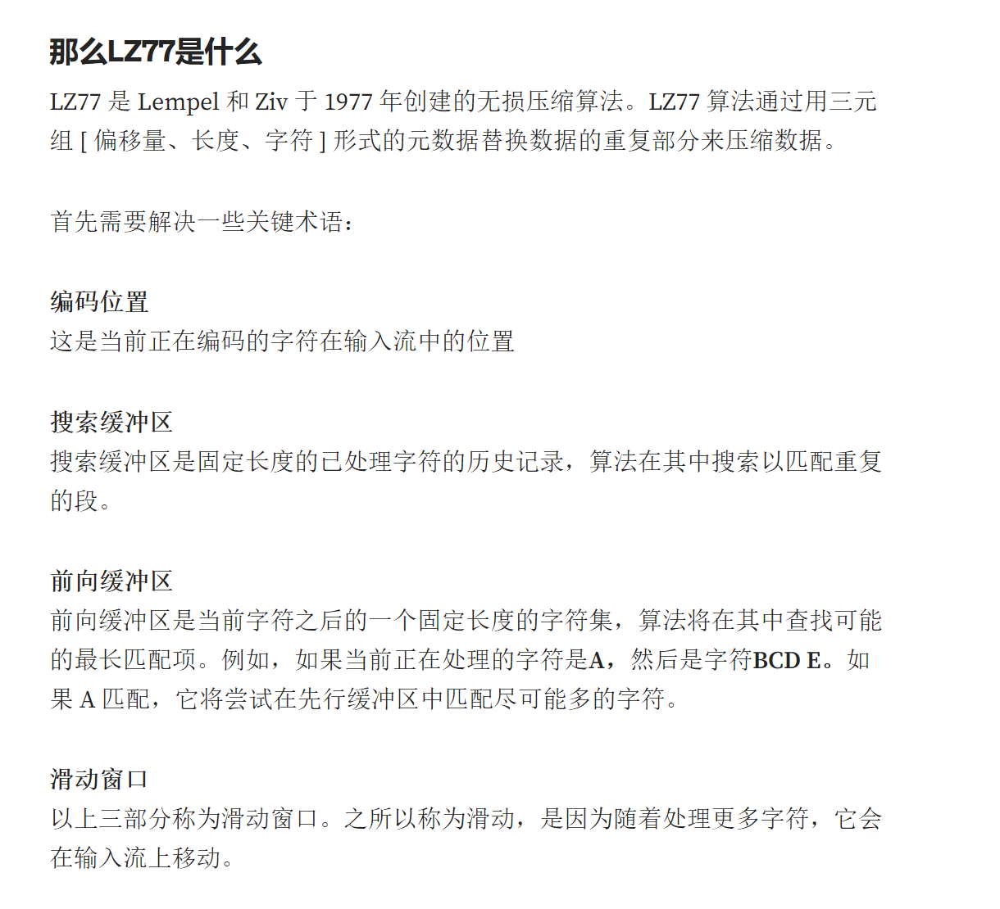 那么LZ77是什么
LZ77 是 Lempel 和 Ziv 于 1977 年创建的无损压缩算法。LZ77 算法通过用三元
组 [ 偏移量、长度、字符 ] 形式的元数据替换数据的重复部分来压缩数据。
首先需要解决一些关键术语：
编码位置
这是当前正在编码的字符在输入流中的位置
搜索缓冲区
搜索缓冲区是固定长度的已处理字符的历史记录，算法在其中搜索以匹配重复
的段。
前向缓冲区
前向缓冲区是当前字符之后的一个固定长度的字符集，算法将在其中查找可能
的最长匹配项。例如，如果当前正在处理的字符是A，然后是字符BCD E。如
果 A 匹配，它将尝试在先行缓冲区中匹配尽可能多的字符。
滑动窗口
以上三部分称为滑动窗口。之所以称为滑动，是因为随着处理更多字符，它会
在输入流上移动。